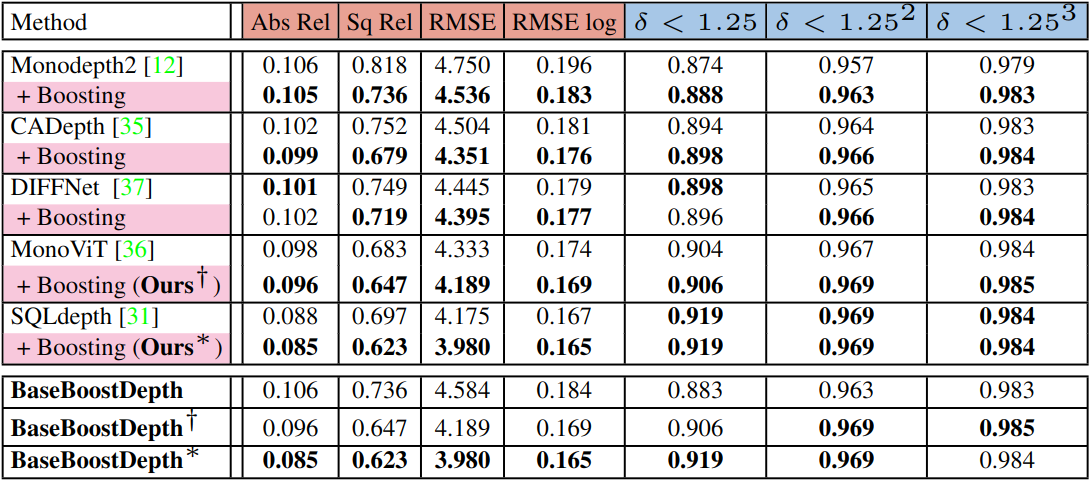 Method Abs Rel Sq Rel RMSE RMSE log δ < 1.25 δ < 1.25² δ < 1.25³
Monodepth2 [12] 0.106 0.818 4.750 0.196 0.874 0.957 0.979
+ Boosting 0.105 0.736 4.536 0.183 0.888 0.963 0.983
CADepth [35] 0.102 0.752 4.504 0.181 0.894 0.964 0.983
+ Boosting 0.099 0.679 4.351 0.176 0.898 0.966 0.984
DIFFNet [37] 0.101 0.749 4.445 0.179 0.898 0.965 0.983
+ Boosting 0.102 0.719 4.395 0.177 0.896 0.966 0.984
MonoViT [36] 0.098 0.683 4.333 0.174 0.904 0.967 0.984
+ Boosting (Ours†) 0.096 0.647 4.189 0.169 0.906 0.969 0.985
SQLdepth [31] 0.088 0.697 4.175 0.167 0.919 0.969 0.984
+ Boosting (Ours*) 0.085 0.623 3.980 0.165 0.919 0.969 0.984
BaseBoostDepth 0.106 0.736 4.584 0.184 0.883 0.963 0.983
BaseBoostDepth† 0.096 0.647 4.189 0.169 0.906 0.969 0.985
BaseBoostDepth* 0.085 0.623 3.980 0.165 0.919 0.969 0.984